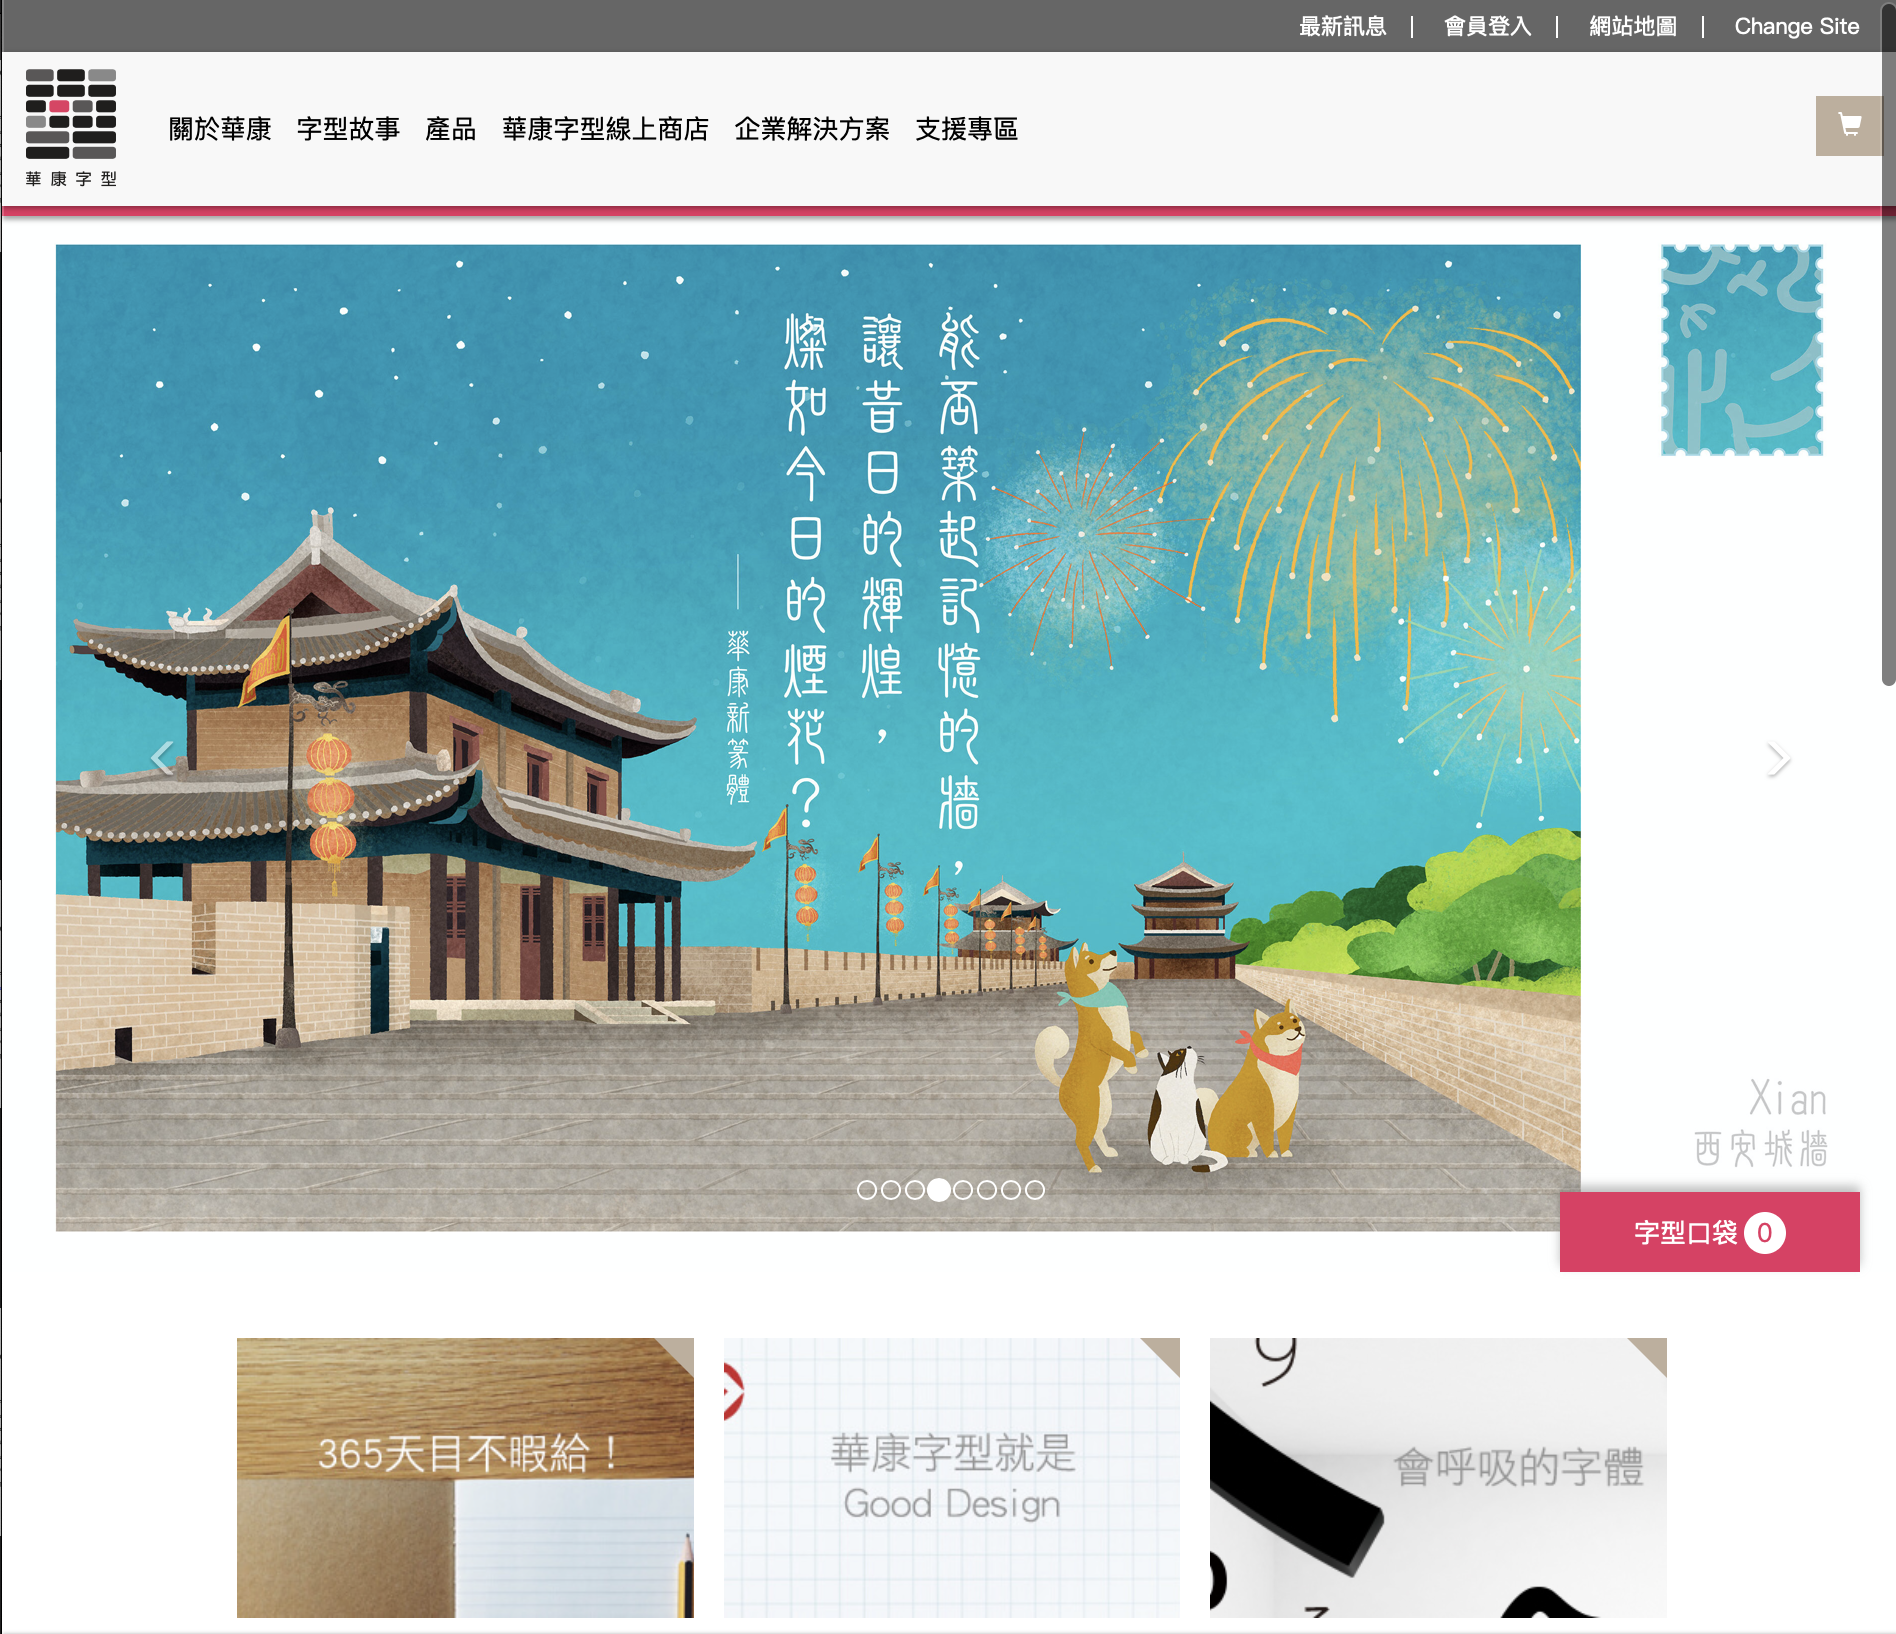 最新訊息
會員登入
網站地圖
Change Site
華康字型
關於華康
字型故事
產品
華康字型線上商店
企業解決方案
支援專區
能否築起記憶的牆，
讓昔日的輝煌，
燦如今日的煙花？
——華康新篆體
Xian
西安城牆
字型口袋 0
365天目不暇給！
華康字型就是
Good Design
9
會呼吸的字體